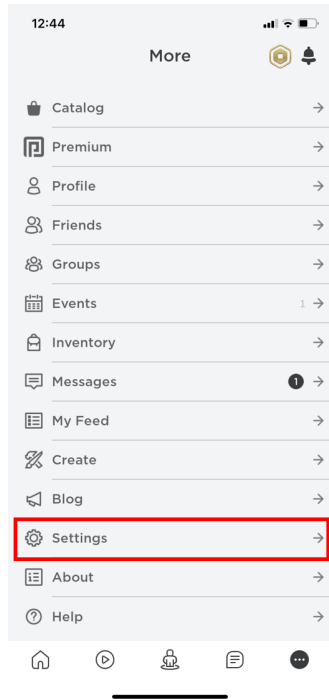 12:44
More
Catalog
Premium
Profile
Friends
Groups
Events 1
Inventory
Messages 1
My Feed
Create
Blog
Settings
About
Help